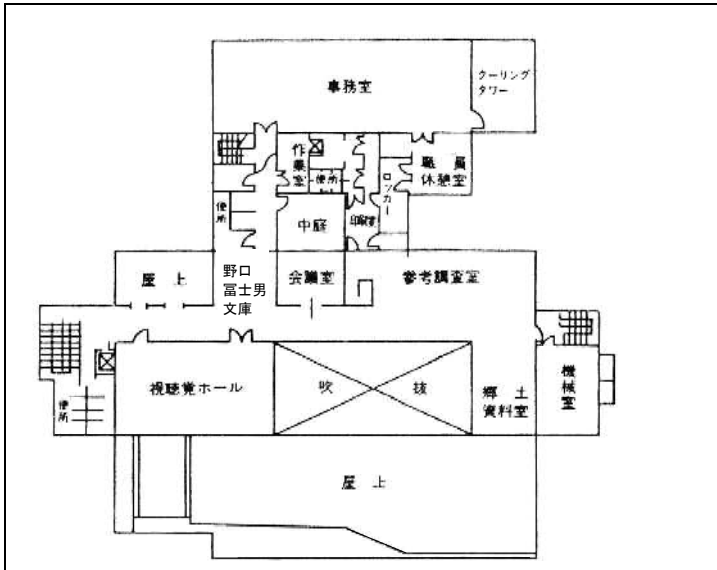 事務室
クーリング
タワー
作業室
便所
職員
休憩室
ロッカー
便所
中庭
印刷室
屋上
野口
冨士男
文庫
会議室
参考調査室
視聴覚ホール
吹抜
郷土
資料室
機械室
便所
屋上